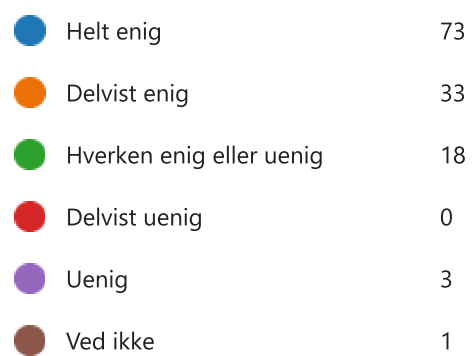 Helt enig 73
Delvist enig 33
Hverken enig eller uenig 18
Delvist uenig 0
Uenig 3
Ved ikke 1